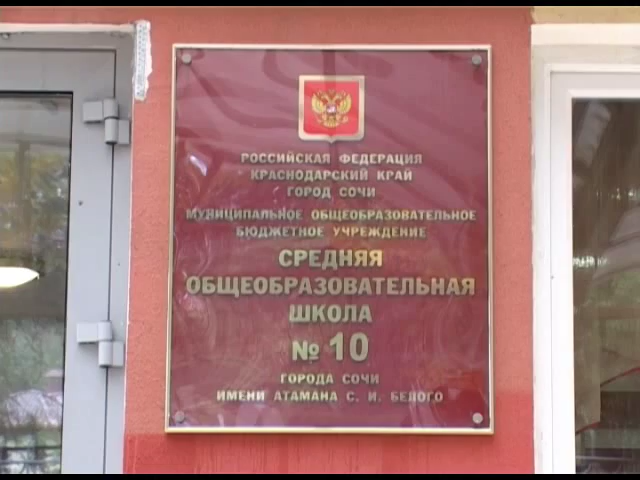 РОССИЙСКАЯ ФЕДЕРАЦИЯ
КРАСНОДАРСКИЙ КРАЙ
ГОРОД СОЧИ
МУНИЦИПАЛЬНОЕ ОБЩЕОБРАЗОВАТЕЛЬНОЕ
БЮДЖЕТНОЕ УЧРЕЖДЕНИЕ
СРЕДНЯЯ
ОБЩЕОБРАЗОВАТЕЛЬНАЯ
ШКОЛА
№ 10
ГОРОДА СОЧИ
ИМЕНИ АТАМАНА С. И. БЕЛОГО